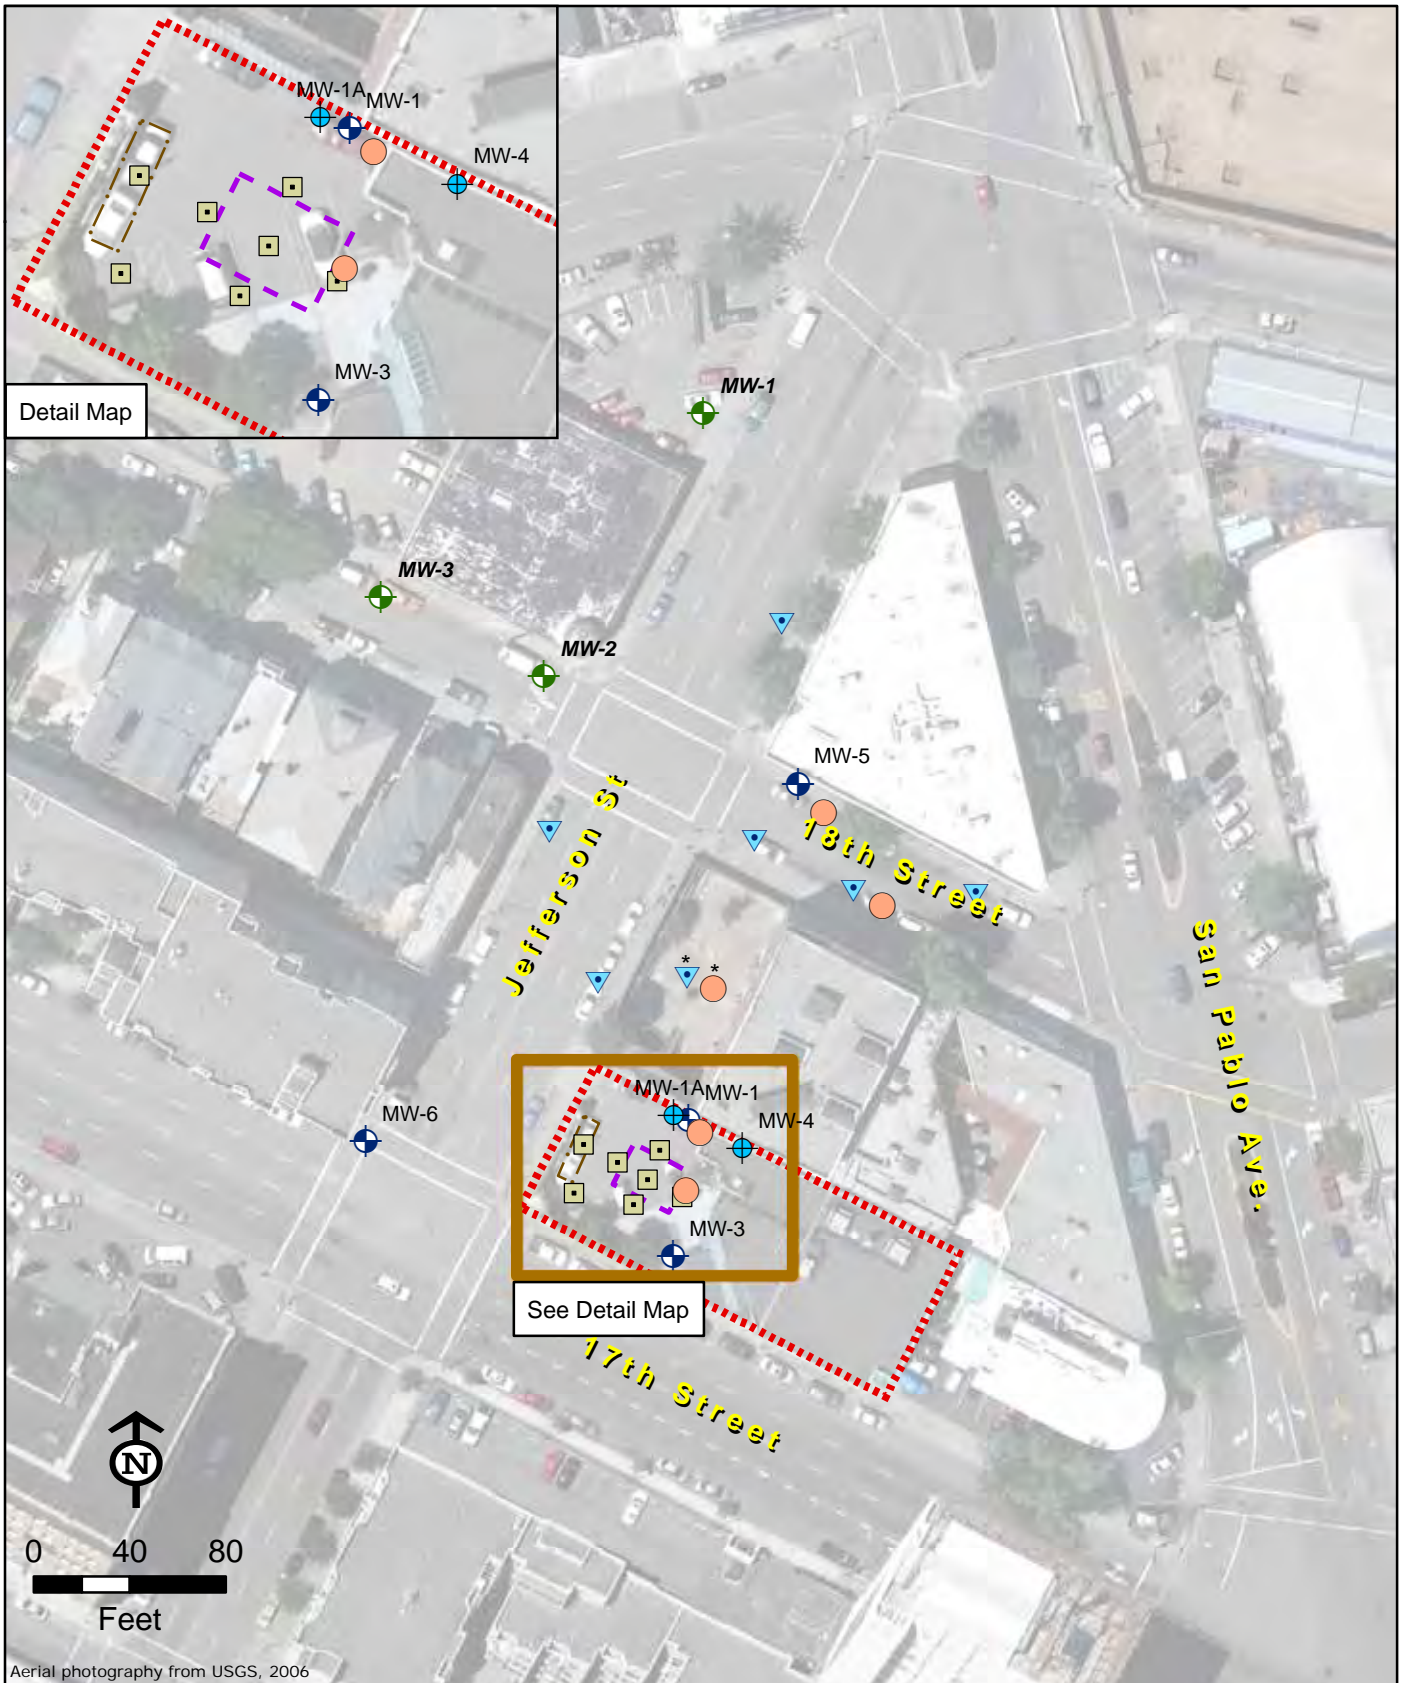 MW-1A
MW-1
MW-4
MW-3
Detail Map
MW-1
MW-3
MW-2
MW-5
Jefferson St
18th Street
San Pablo Ave.
*
*
MW-6
MW-1A
MW-1
MW-4
MW-3
See Detail Map
17th Street
N
0 40 80
Feet
Aerial photography from USGS, 2006